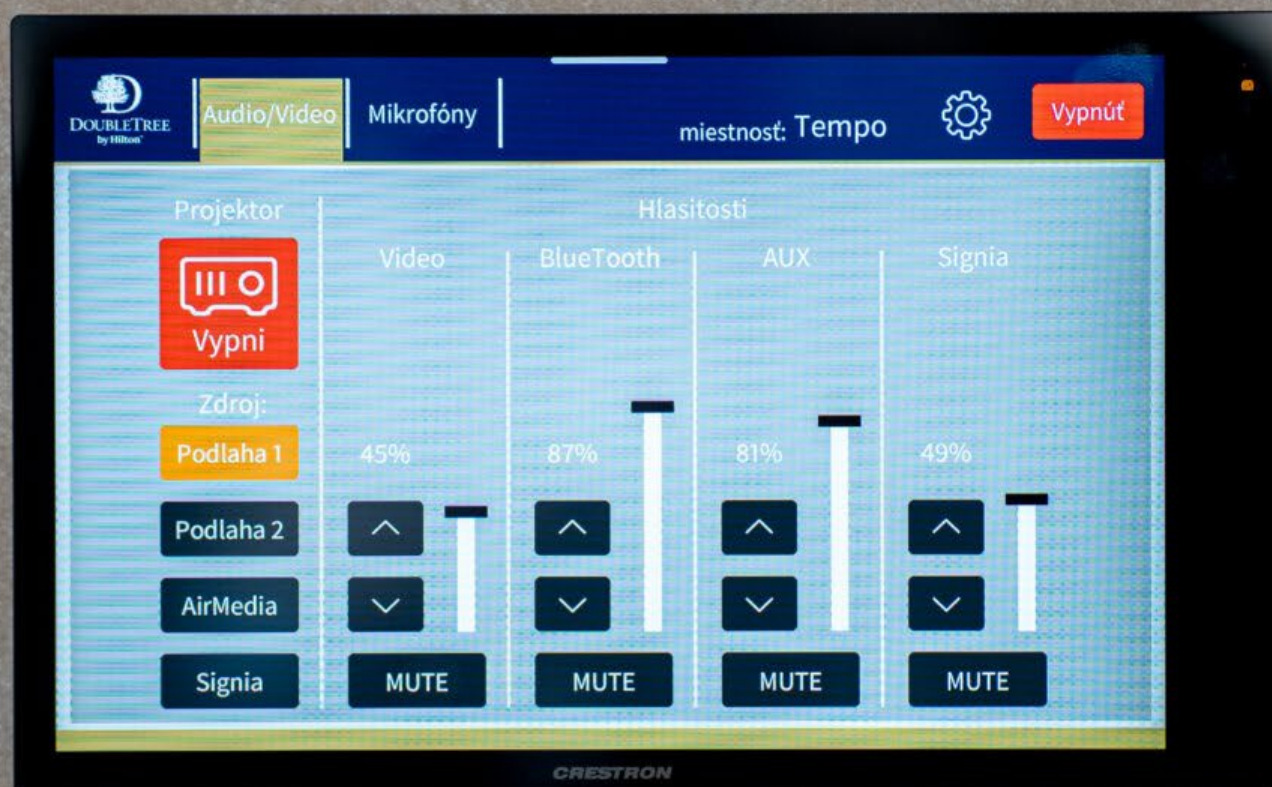 DOUBLETREE
by Hilton
Audio/Video
Mikrofóny
miestnosť: Tempo
Vypnúť
Projektor
Vypni
Zdroj:
Podlaha 1
Podlaha 2
AirMedia
Signia
Hlasitosti
Video
BlueTooth
AUX
Signia
45%
87%
81%
49%
MUTE
MUTE
MUTE
MUTE
CRESTRON